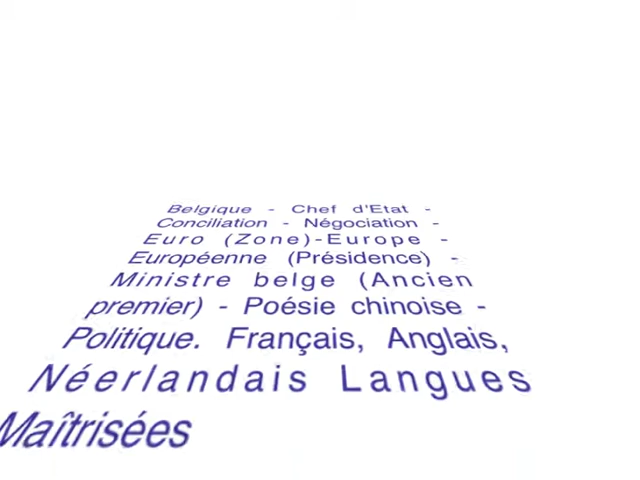 Belgique - Chef d'Etat -
Conciliation - Négociation -
Euro (Zone)-Europe -
Européenne (Présidence) -
Ministre belge (Ancien
premier) - Poésie chinoise -
Politique. Français, Anglais,
Néerlandais Langues
Maîtrisées